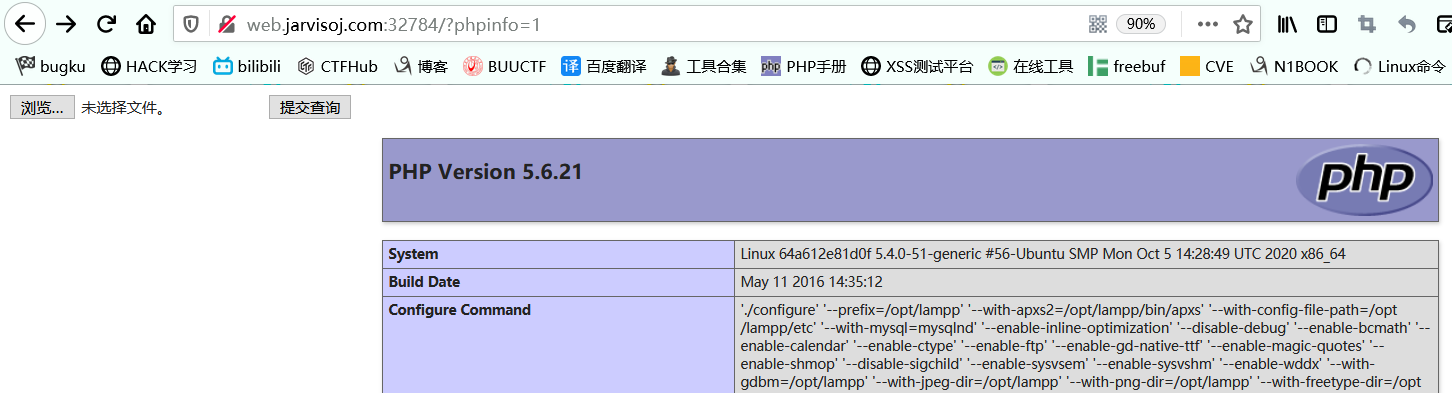 web.jarvisoj.com:32784/?phpinfo=1 90%
bugku HACK学习 bilibili CTFHub 博客 BUUCTF 译 百度翻译 工具合集 php PHP手册 XSS测试平台 在线工具 freebuf CVE N1BOOK Linux命令
浏览... 未选择文件。 提交查询
PHP Version 5.6.21 php
System Linux 64a612e81d0f 5.4.0-51-generic #56-Ubuntu SMP Mon Oct 5 14:28:49 UTC 2020 x86_64
Build Date May 11 2016 14:35:12
Configure Command './configure' '--prefix=/opt/lampp' '--with-apxs2=/opt/lampp/bin/apxs' '--with-config-file-path=/opt
/lampp/etc' '--with-mysql=mysqlnd' '--enable-inline-optimization' '--disable-debug' '--enable-bcmath' '--
enable-calendar' '--enable-ctype' '--enable-ftp' '--enable-gd-native-ttf' '--enable-magic-quotes' '--
enable-shmop' '--disable-sigchild' '--enable-sysvsem' '--enable-sysvshm' '--enable-wddx' '--with-
gdbm=/opt/lampp' '--with-jpeg-dir=/opt/lampp' '--with-png-dir=/opt/lampp' '--with-freetype-dir=/opt